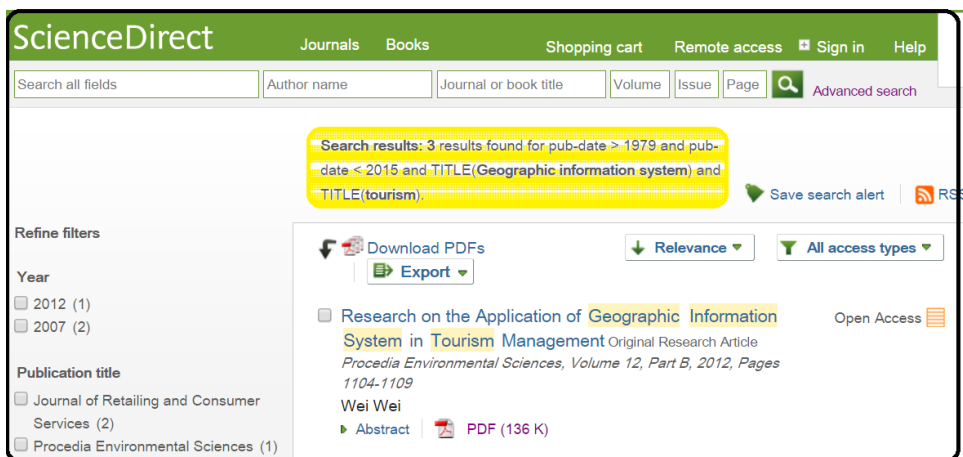 ScienceDirect Journals Books Shopping cart Remote access Sign in Help
Search all fields Author name Journal or book title Volume Issue Page Advanced search
Search results: 3 results found for pub-date > 1979 and pub-
date < 2015 and TITLE(Geographic information system) and
TITLE(tourism).
Save search alert RSS
Refine filters
Year
2012 (1)
2007 (2)
Publication title
Journal of Retailing and Consumer
Services (2)
Procedia Environmental Sciences (1)
Download PDFs
Export
Relevance
All access types
Research on the Application of Geographic Information
System in Tourism Management Original Research Article
Procedia Environmental Sciences, Volume 12, Part B, 2012, Pages
1104-1109
Wei Wei
Abstract PDF (136 K)
Open Access